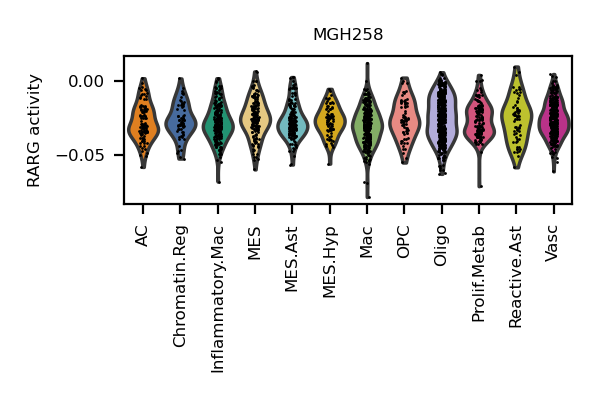 MGH258
RARG activity
0.00
−0.05
AC
Chromatin.Reg
Inflammatory.Mac
MES
MES.Ast
MES.Hyp
Mac
OPC
Oligo
Prolif.Metab
Reactive.Ast
Vasc